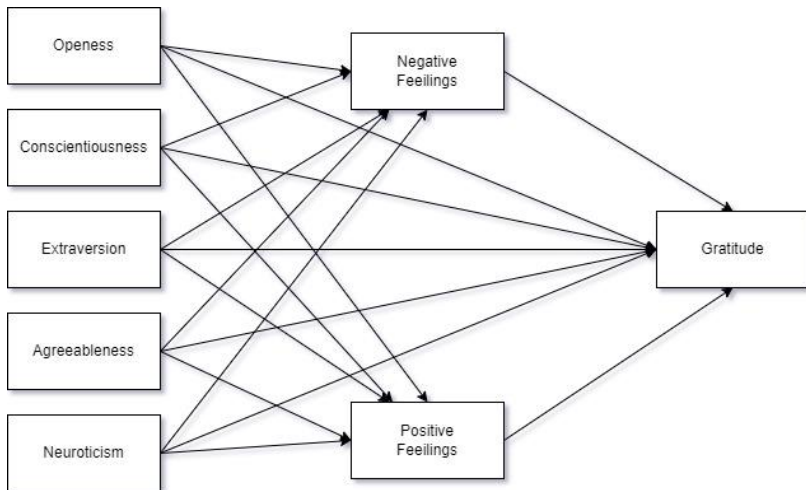 Openess
Negative
Feeilings
Conscientiousness
Extraversion
Gratitude
Agreeableness
Positive
Feeilings
Neuroticism